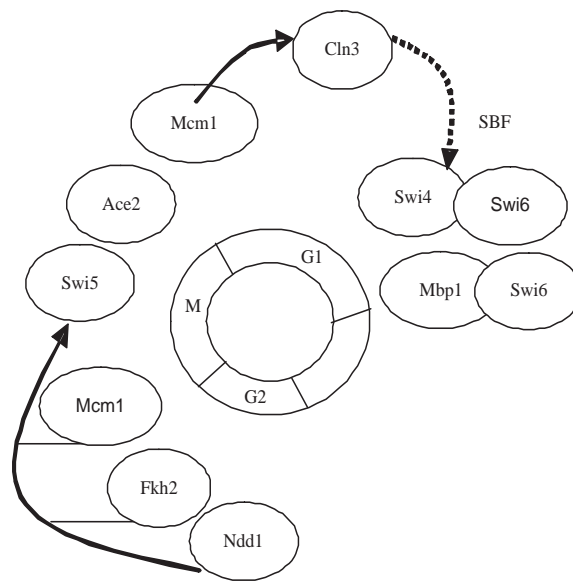 Cln3
Mcm1
SBF
Ace2
Swi4
Swi6
Swi5
G1
M
Mbp1
Swi6
G2
Mcm1
Fkh2
Ndd1